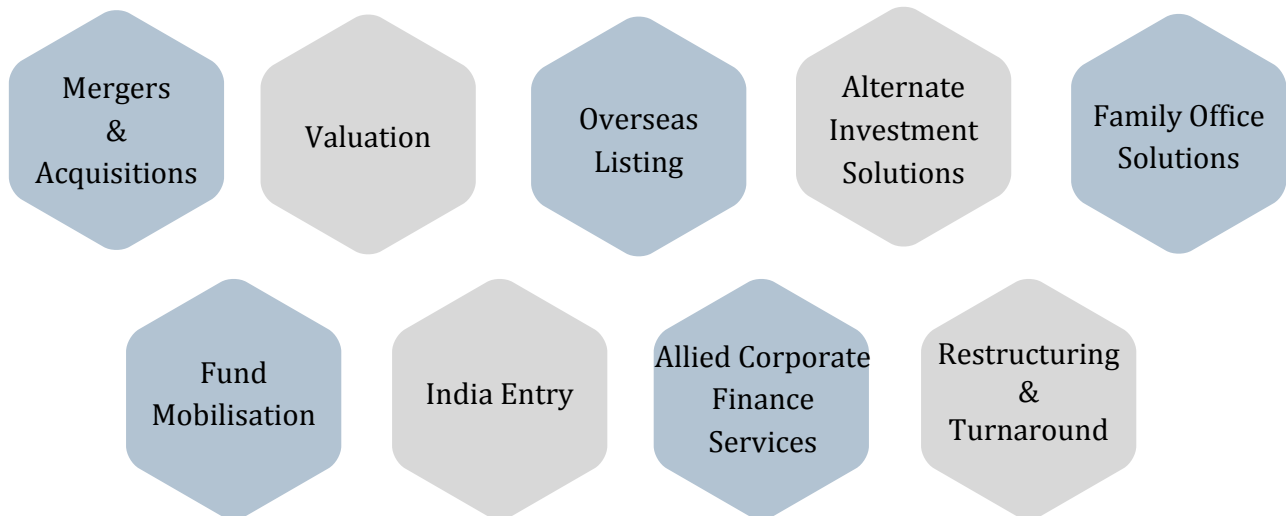 Mergers
&
Acquisitions
Valuation
Overseas
Listing
Alternate
Investment
Solutions
Family Office
Solutions
Fund
Mobilisation
India Entry
Allied Corporate
Finance
Services
Restructuring
&
Turnaround